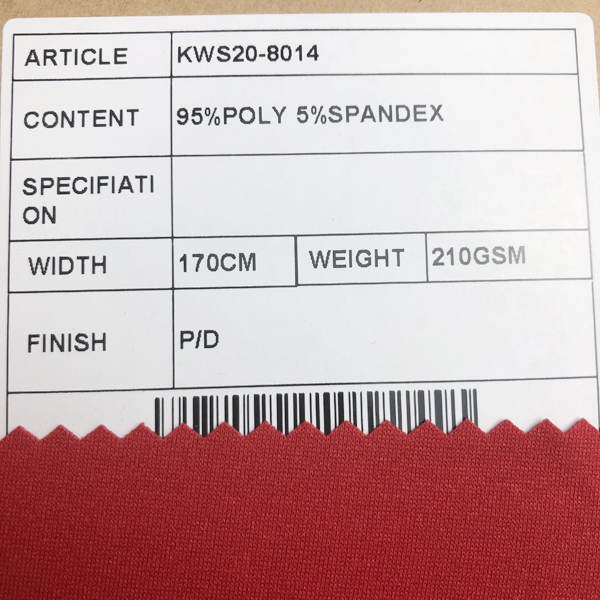 ARTICLE KWS20-8014
CONTENT 95%POLY 5%SPANDEX
SPECIFIATI
ON
WIDTH 170CM WEIGHT 210GSM
FINISH P/D